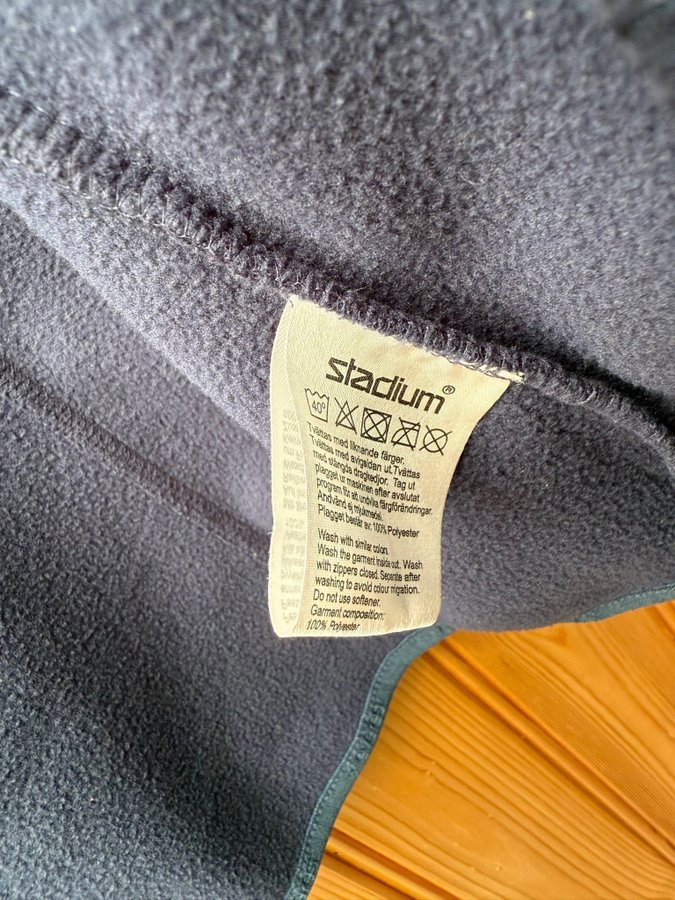 stadium®
40°
Tvättas med liknande färger.
Tvättas med avigsidan ut. Tvättas
med stängda dragkedjor. Tag ut
plagget ur maskinen efter avslutat
program för att undvika färgförändringar.
Använd ej mjukmedel.
Plagget består av: 100% Polyester
Wash with similar colors.
Wash the garment inside out. Wash
with zippers closed. Separate after
washing to avoid colour migration.
Do not use softener.
Garment composition:
100% Polyester